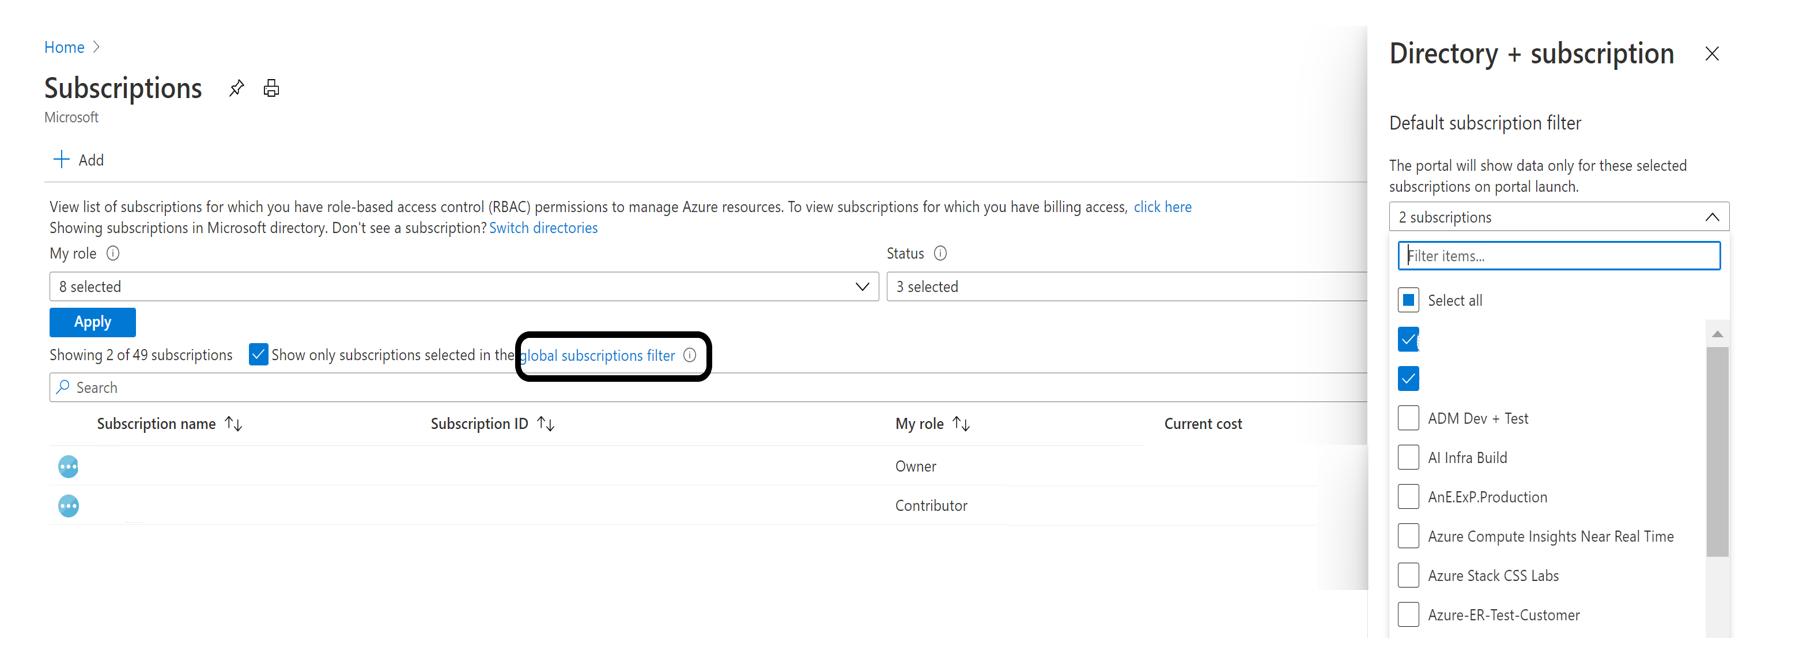 Home
Subscriptions
Microsoft
Add
View list of subscriptions for which you have role-based access control (RBAC) permissions to manage Azure resources. To view subscriptions for which you have billing access, click here
Showing subscriptions in Microsoft directory. Don't see a subscription? Switch directories
My role
Status
8 selected
3 selected
Apply
Showing 2 of 49 subscriptions
Show only subscriptions selected in the global subscriptions filter
Search
Subscription name
Subscription ID
My role
Current cost
Owner
Contributor
Directory + subscription
Default subscription filter
The portal will show data only for these selected
subscriptions on portal launch.
2 subscriptions
Filter items...
Select all
ADM Dev + Test
AI Infra Build
AnE.ExP.Production
Azure Compute Insights Near Real Time
Azure Stack CSS Labs
Azure-ER-Test-Customer